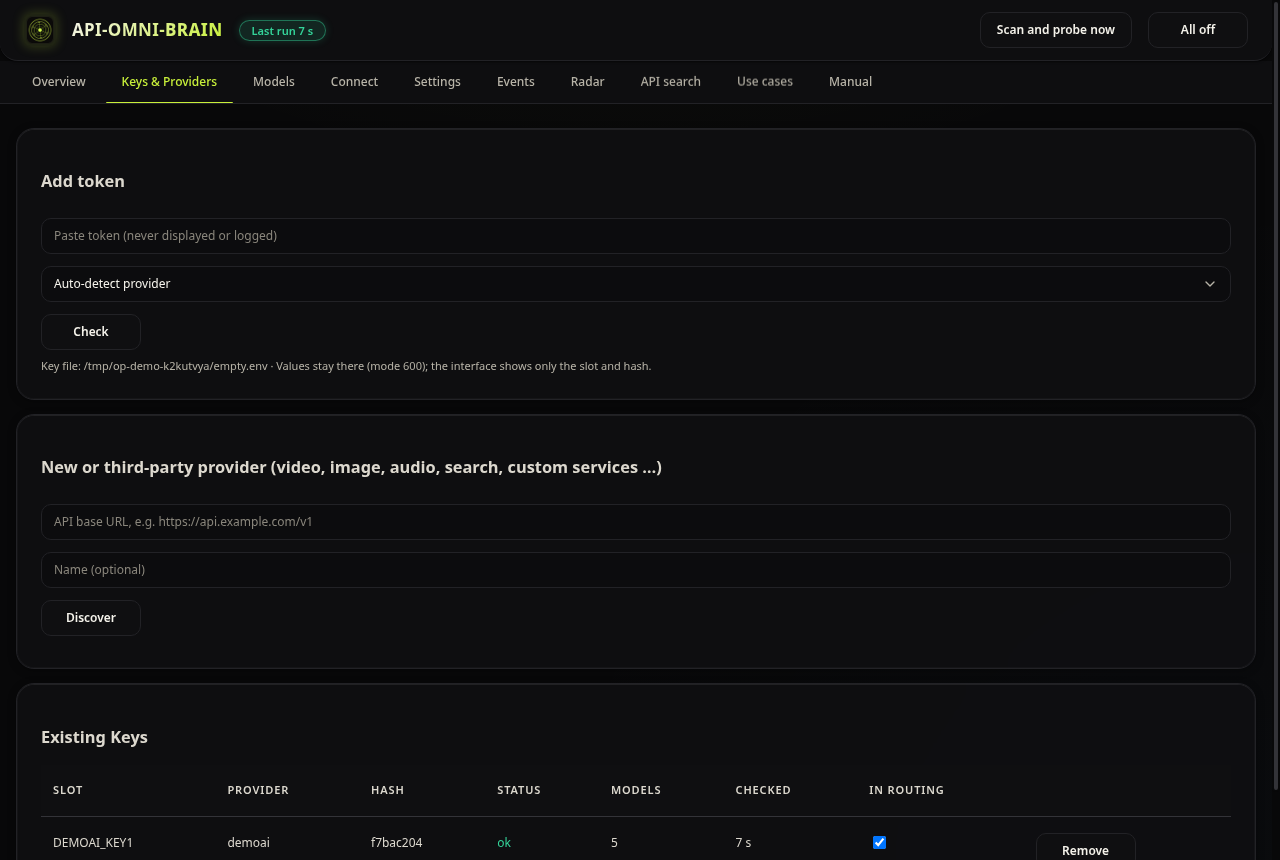 API-OMNI-BRAIN
Last run 7 s
Scan and probe now
All off
Overview
Keys & Providers
Models
Connect
Settings
Events
Radar
API search
Use cases
Manual
Add token
Paste token (never displayed or logged)
Auto-detect provider
Check
Key file: /tmp/op-demo-k2kutvya/empty.env · Values stay there (mode 600); the interface shows only the slot and hash.
New or third-party provider (video, image, audio, search, custom services ...)
API base URL, e.g. https://api.example.com/v1
Name (optional)
Discover
Existing Keys
SLOT PROVIDER HASH STATUS MODELS CHECKED IN ROUTING
DEMOAI_KEY1 demoai f7bac204 ok 5 7 s Remove